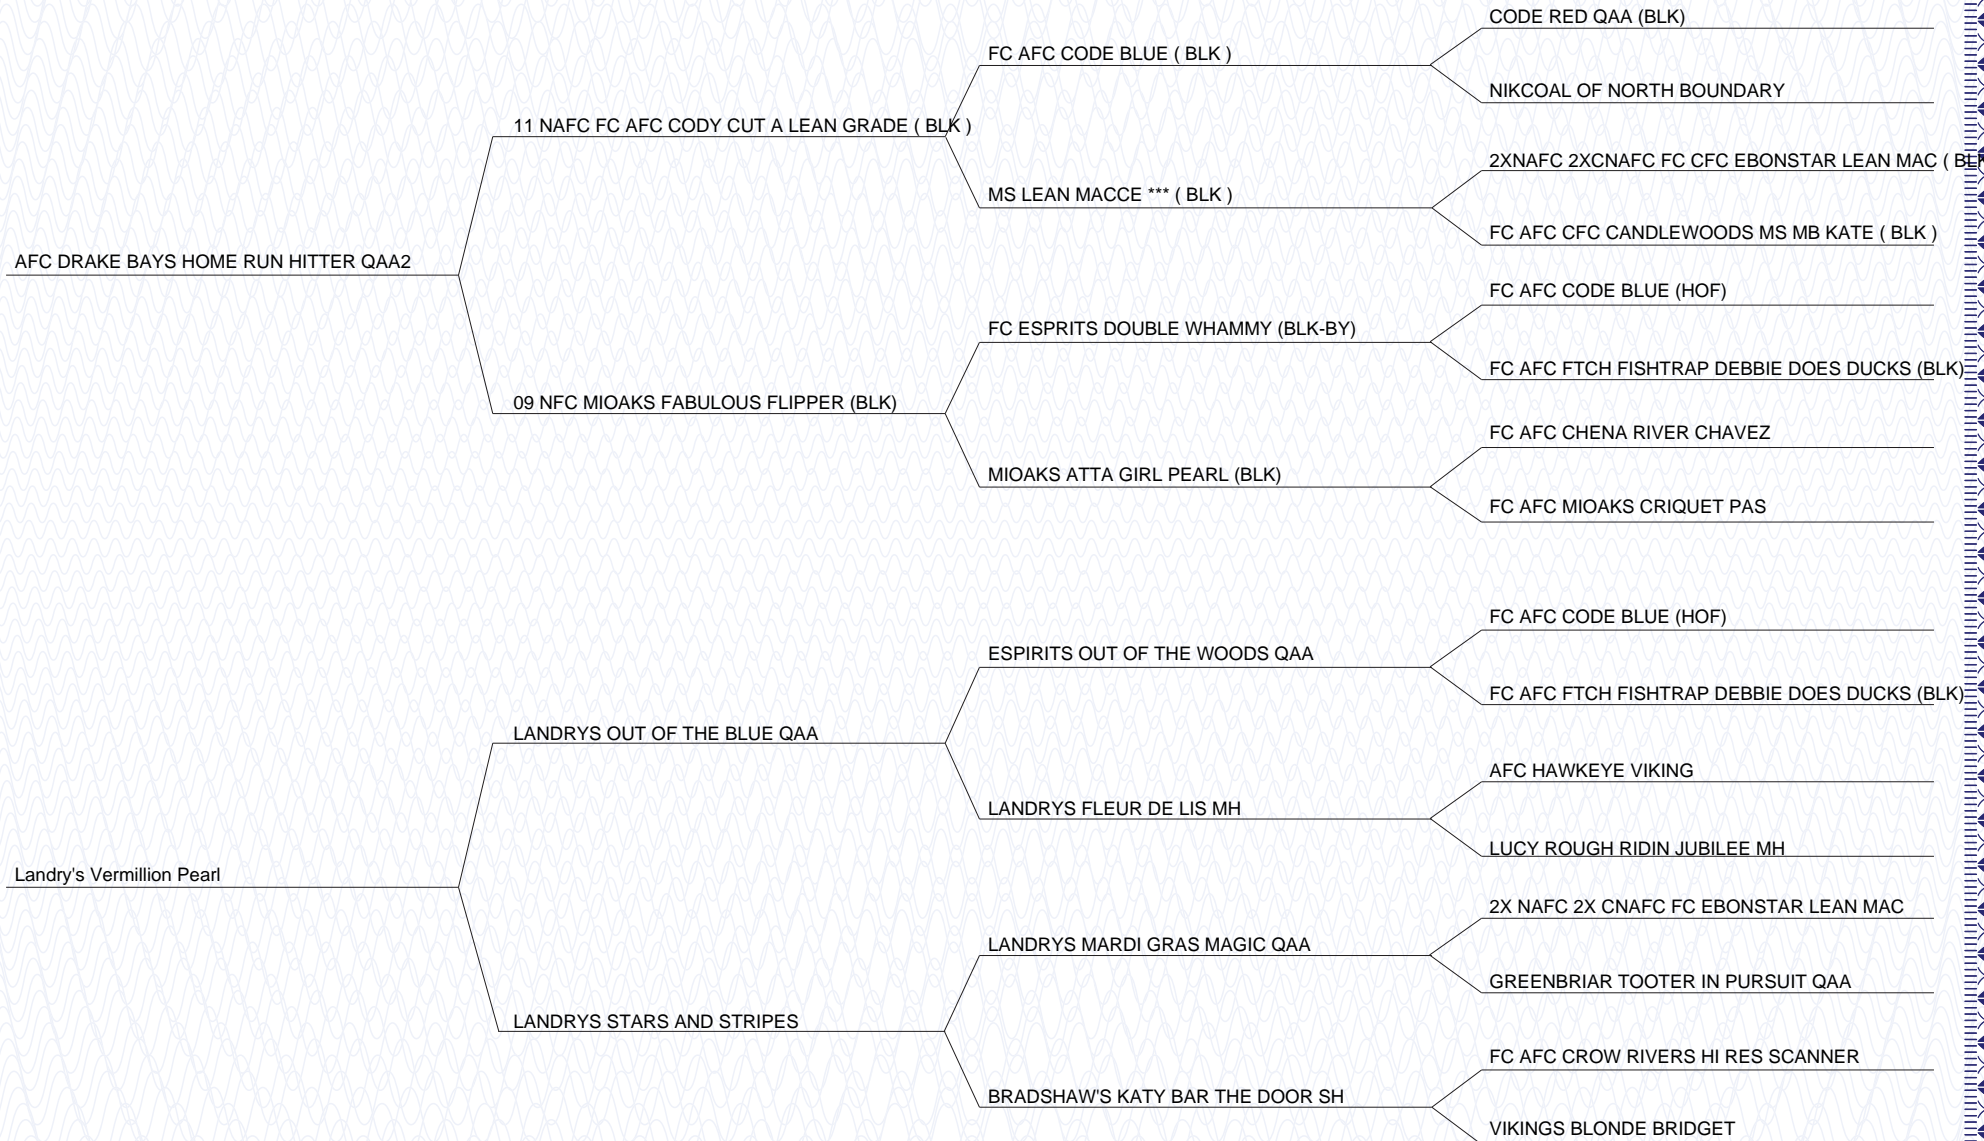 CODE RED QAA (BLK)
FC AFC CODE BLUE ( BLK )
NIKCOAL OF NORTH BOUNDARY
11 NAFC FC AFC CODY CUT A LEAN GRADE ( BLK )
2XNAFC 2XCNAFC FC CFC EBONSTAR LEAN MAC ( BLK
MS LEAN MACCE *** ( BLK )
FC AFC CFC CANDLEWOODS MS MB KATE ( BLK )
AFC DRAKE BAYS HOME RUN HITTER QAA2
FC AFC CODE BLUE (HOF)
FC ESPRITS DOUBLE WHAMMY (BLK-BY)
FC AFC FTCH FISHTRAP DEBBIE DOES DUCKS (BLK)
09 NFC MIOAKS FABULOUS FLIPPER (BLK)
FC AFC CHENA RIVER CHAVEZ
MIOAKS ATTA GIRL PEARL (BLK)
FC AFC MIOAKS CRIQUET PAS
FC AFC CODE BLUE (HOF)
ESPIRITS OUT OF THE WOODS QAA
FC AFC FTCH FISHTRAP DEBBIE DOES DUCKS (BLK)
LANDRYS OUT OF THE BLUE QAA
AFC HAWKEYE VIKING
LANDRYS FLEUR DE LIS MH
LUCY ROUGH RIDIN JUBILEE MH
Landry's Vermillion Pearl
2X NAFC 2X CNAFC FC EBONSTAR LEAN MAC
LANDRYS MARDI GRAS MAGIC QAA
GREENBRIAR TOOTER IN PURSUIT QAA
LANDRYS STARS AND STRIPES
FC AFC CROW RIVERS HI RES SCANNER
BRADSHAW'S KATY BAR THE DOOR SH
VIKINGS BLONDE BRIDGET